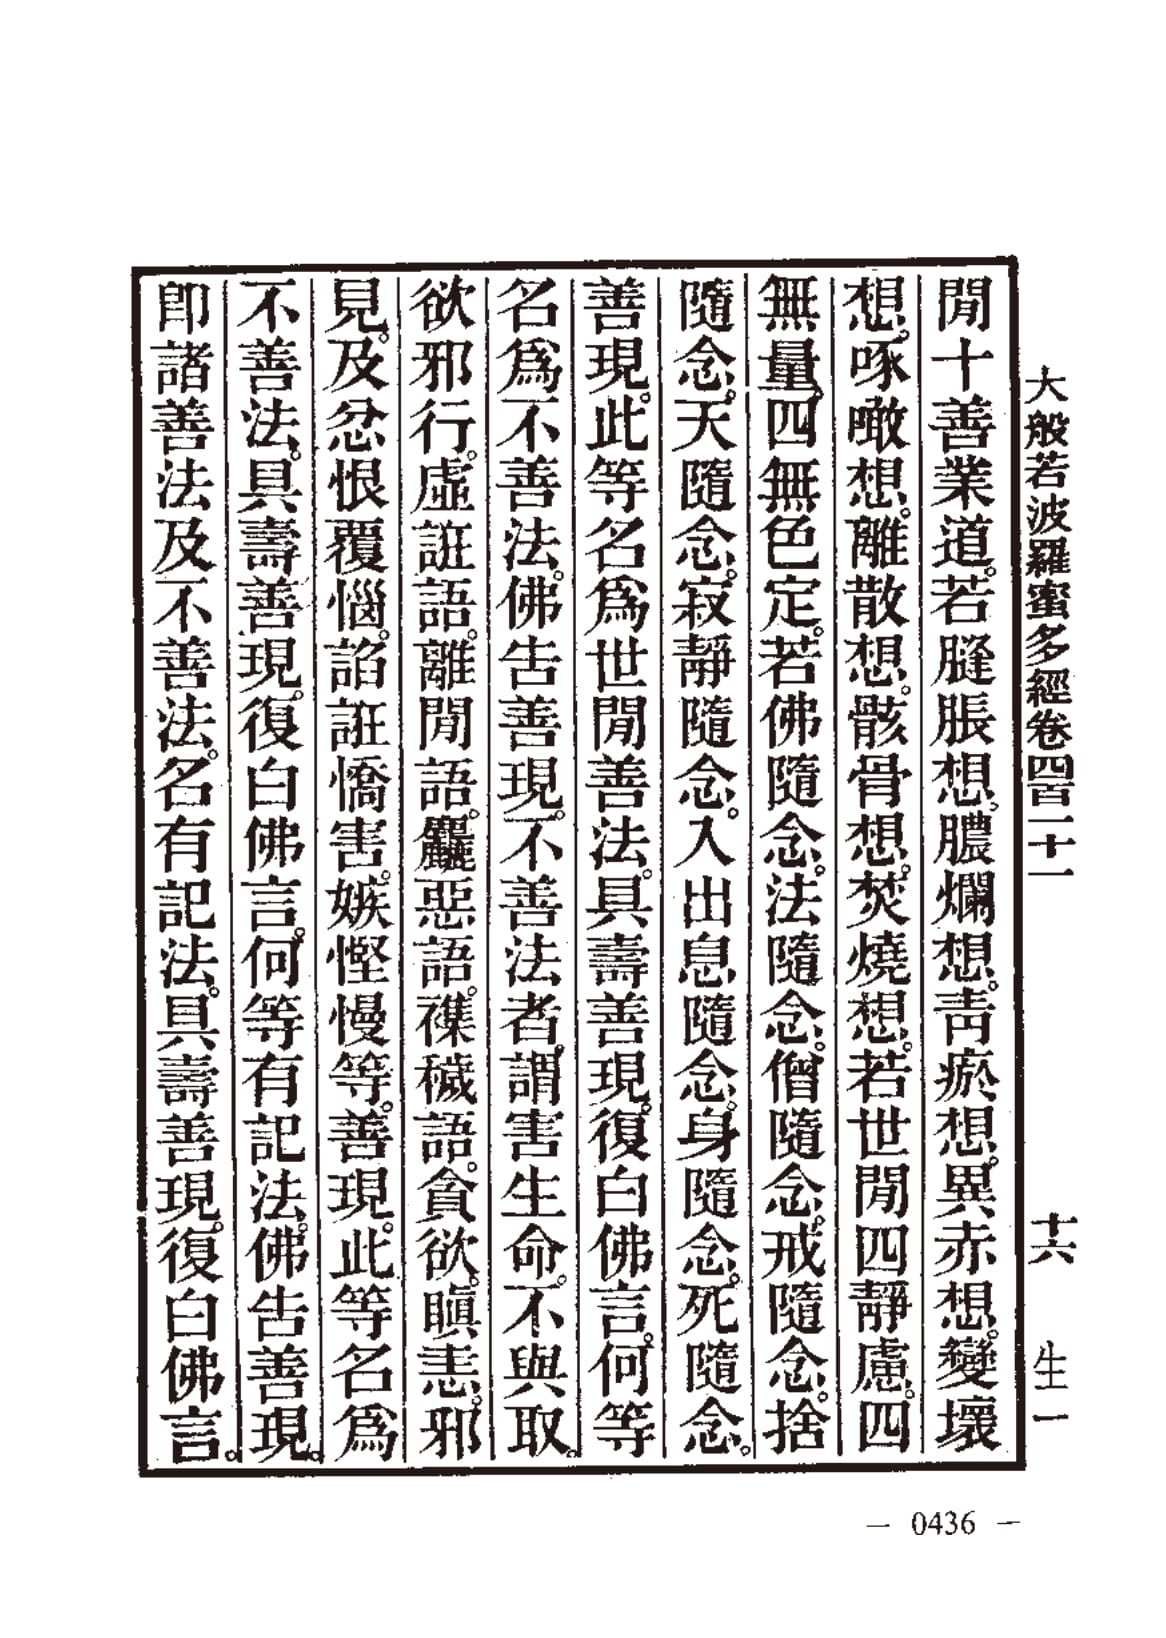 大般若波羅蜜多經卷四百二十一 十六 生一
閒十善業道。若膖脹想。膿爛想。靑瘀想。異赤想。變壞
想。啄噉想。離散想。骸骨想。焚燒想。若世閒四靜慮。四
無量。四無色定。若佛隨念。法隨念。僧隨念。戒隨念。捨
隨念。天隨念。寂靜隨念。入出息隨念。身隨念。死隨念。
善現。此等名爲世閒善法。具壽善現。復白佛言。何等
名爲不善法。佛告善現。不善法者。謂害生命。不與取。
欲邪行。虛誑語。離閒語。麤惡語。襍穢語。貪欲。瞋恚。邪
見。及忿恨覆惱。諂誑憍害。嫉慳慢等。善現。此等名爲
不善法。具壽善現。復白佛言。何等有記法。佛告善現。
卽諸善法及不善法。名有記法。具壽善現。復白佛言。
— 0436 —